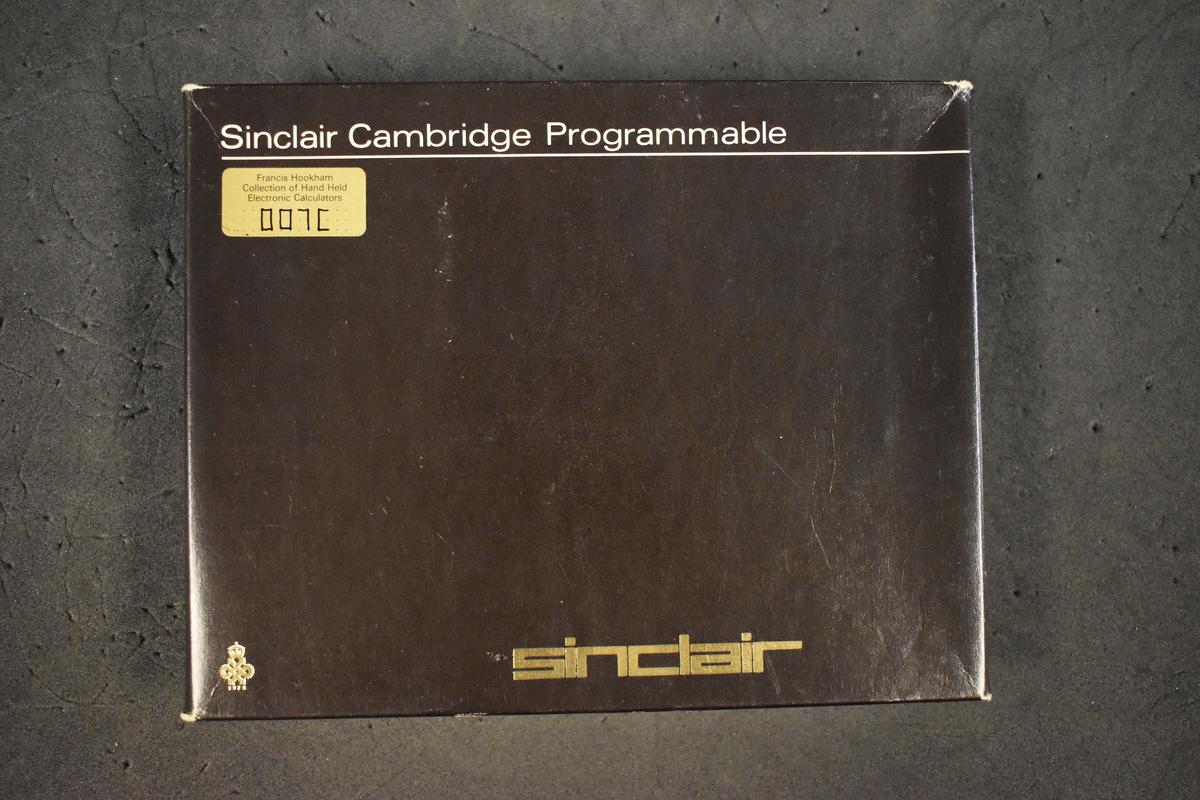 Sinclair Cambridge Programmable
Francis Hookham
Collection of Hand Held
Electronic Calculators
007C
sinclair